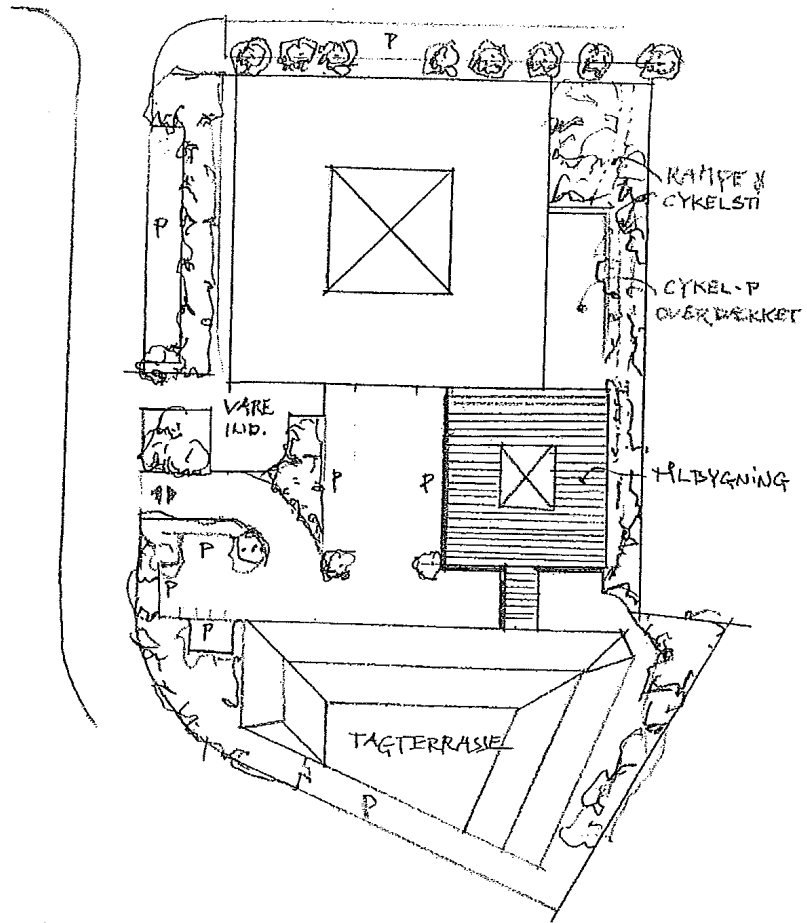 P
RAMPE &
CYKELSTI
P
CYKEL-P
OVERDÆKKET
VARE
IND.
P
P
TILBYGNING
P
P
P
TAGTERRASSE
P